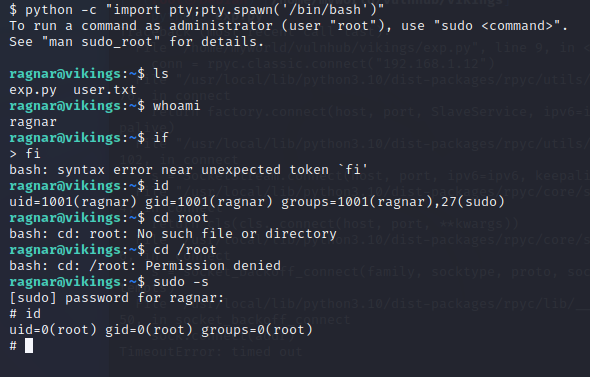 $ python -c "import pty;pty.spawn('/bin/bash')"
To run a command as administrator (user "root"), use "sudo <command>".
See "man sudo_root" for details.
ragnar@vikings:~$ ls
exp.py  user.txt
ragnar@vikings:~$ whoami
ragnar
ragnar@vikings:~$ if
> fi
bash: syntax error near unexpected token `fi'
ragnar@vikings:~$ id
uid=1001(ragnar) gid=1001(ragnar) groups=1001(ragnar),27(sudo)
ragnar@vikings:~$ cd root
bash: cd: root: No such file or directory
ragnar@vikings:~$ cd /root
bash: cd: /root: Permission denied
ragnar@vikings:~$ sudo -s
[sudo] password for ragnar:
# id
uid=0(root) gid=0(root) groups=0(root)
#
TimeoutError: timed out